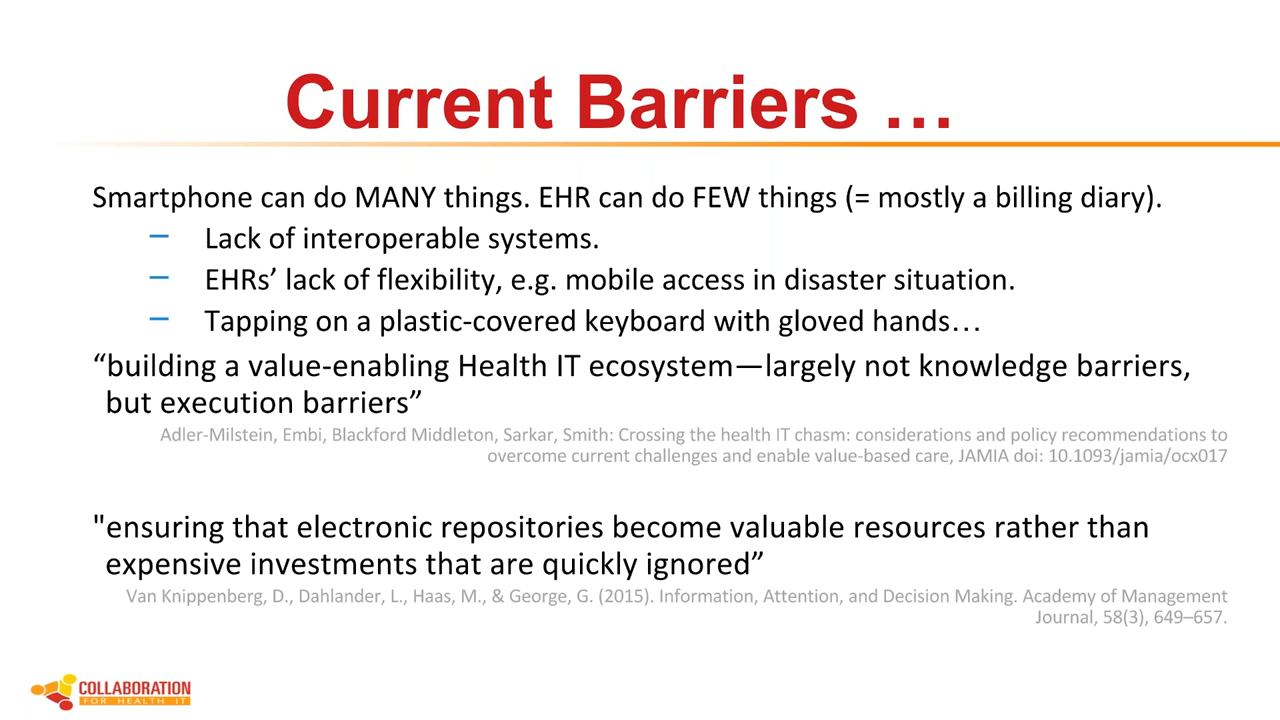 Current Barriers …
Smartphone can do MANY things. EHR can do FEW things (= mostly a billing diary).
– Lack of interoperable systems.
– EHRs’ lack of flexibility, e.g. mobile access in disaster situation.
– Tapping on a plastic-covered keyboard with gloved hands…
“building a value-enabling Health IT ecosystem—largely not knowledge barriers,
but execution barriers”
Adler-Milstein, Embi, Blackford Middleton, Sarkar, Smith: Crossing the health IT chasm: considerations and policy recommendations to
overcome current challenges and enable value-based care, JAMIA doi: 10.1093/jamia/ocx017
"ensuring that electronic repositories become valuable resources rather than
expensive investments that are quickly ignored”
Van Knippenberg, D., Dahlander, L., Haas, M., & George, G. (2015). Information, Attention, and Decision Making. Academy of Management
Journal, 58(3), 649–657.
COLLABORATION
FOR HEALTH IT